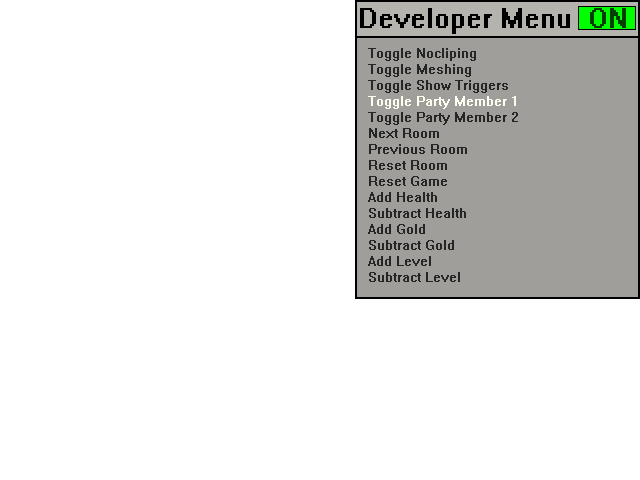 Developer Menu ON
Toggle Nocliping
Toggle Meshing
Toggle Show Triggers
Toggle Party Member 1
Toggle Party Member 2
Next Room
Previous Room
Reset Room
Reset Game
Add Health
Subtract Health
Add Gold
Subtract Gold
Add Level
Subtract Level